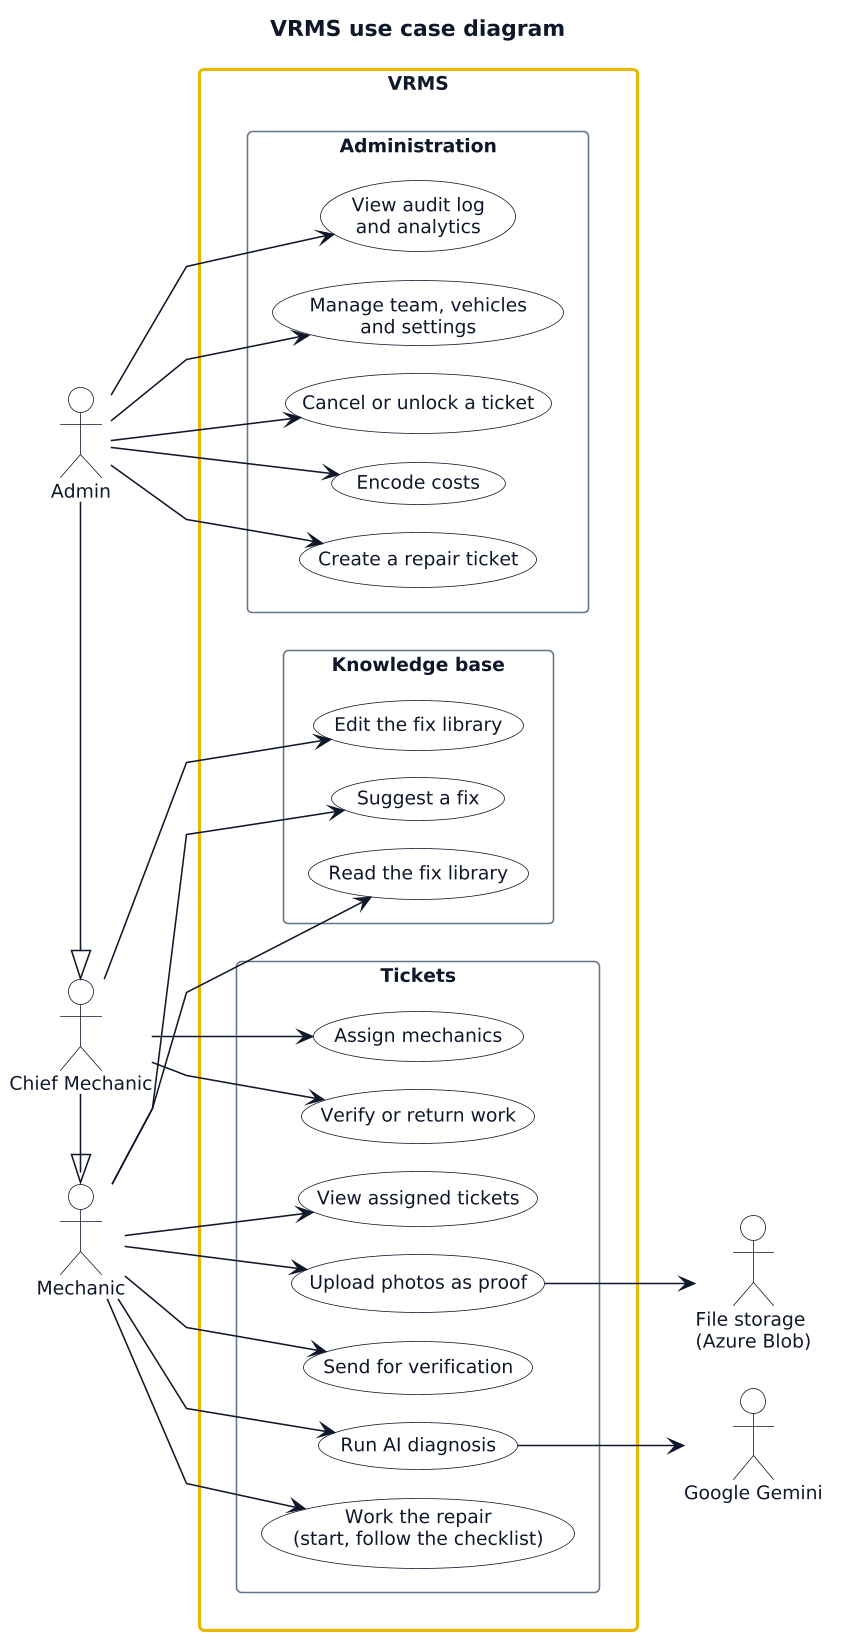 VRMS use case diagram
VRMS
Administration
View audit log
and analytics
Manage team, vehicles
and settings
Cancel or unlock a ticket
Encode costs
Create a repair ticket
Admin
Knowledge base
Edit the fix library
Suggest a fix
Read the fix library
Tickets
Assign mechanics
Chief Mechanic
Verify or return work
View assigned tickets
Mechanic
Upload photos as proof
File storage
(Azure Blob)
Send for verification
Run AI diagnosis
Google Gemini
Work the repair
(start, follow the checklist)